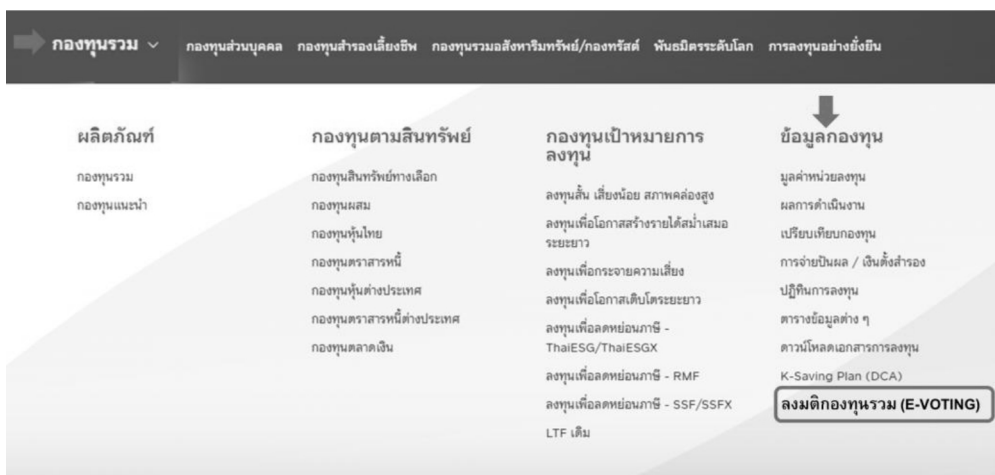 กองทุนรวม
กองทุนส่วนบุคคล
กองทุนสำรองเลี้ยงชีพ
กองทุนรวมอสังหาริมทรัพย์/กองทรัสต์
พันธมิตรระดับโลก
การลงทุนอย่างยั่งยืน
ผลิตภัณฑ์
กองทุนรวม
กองทุนแนะนำ
กองทุนตามสินทรัพย์
กองทุนสินทรัพย์ทางเลือก
กองทุนผสม
กองทุนหุ้นไทย
กองทุนตราสารหนี้
กองทุนหุ้นต่างประเทศ
กองทุนตราสารหนี้ต่างประเทศ
กองทุนตลาดเงิน
กองทุนเป้าหมายการ
ลงทุน
ลงทุนสั้น เสี่ยงน้อย สภาพคล่องสูง
ลงทุนเพื่อโอกาสสร้างรายได้สม่ำเสมอ
ระยะยาว
ลงทุนเพื่อกระจายความเสี่ยง
ลงทุนเพื่อโอกาสเติบโตระยะยาว
ลงทุนเพื่อลดหย่อนภาษี -
ThaiESG/ThaiESGX
ลงทุนเพื่อลดหย่อนภาษี - RMF
ลงทุนเพื่อลดหย่อนภาษี - SSF/SSFX
LTF เดิม
ข้อมูลกองทุน
มูลค่าหน่วยลงทุน
ผลการดำเนินงาน
เปรียบเทียบกองทุน
การจ่ายปันผล / เงินตั้งสำรอง
ปฏิทินการลงทุน
ตารางข้อมูลต่าง ๆ
ดาวน์โหลดเอกสารการลงทุน
K-Saving Plan (DCA)
ลงมติกองทุนรวม (E-VOTING)